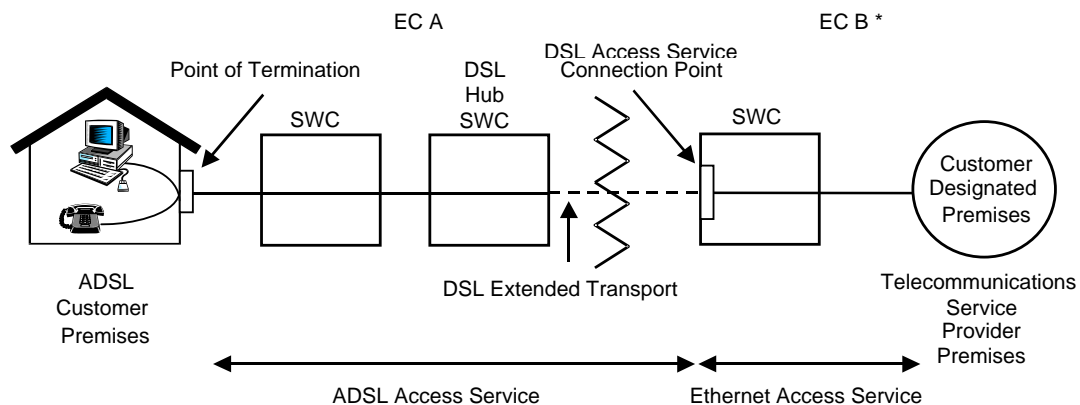 EC A
EC B *
Point of Termination
DSL
Hub
SWC
DSL Access Service
Connection Point
SWC
SWC
Customer
Designated
Premises
ADSL
Customer
Premises
DSL Extended Transport
Telecommunications
Service
Provider
Premises
ADSL Access Service
Ethernet Access Service